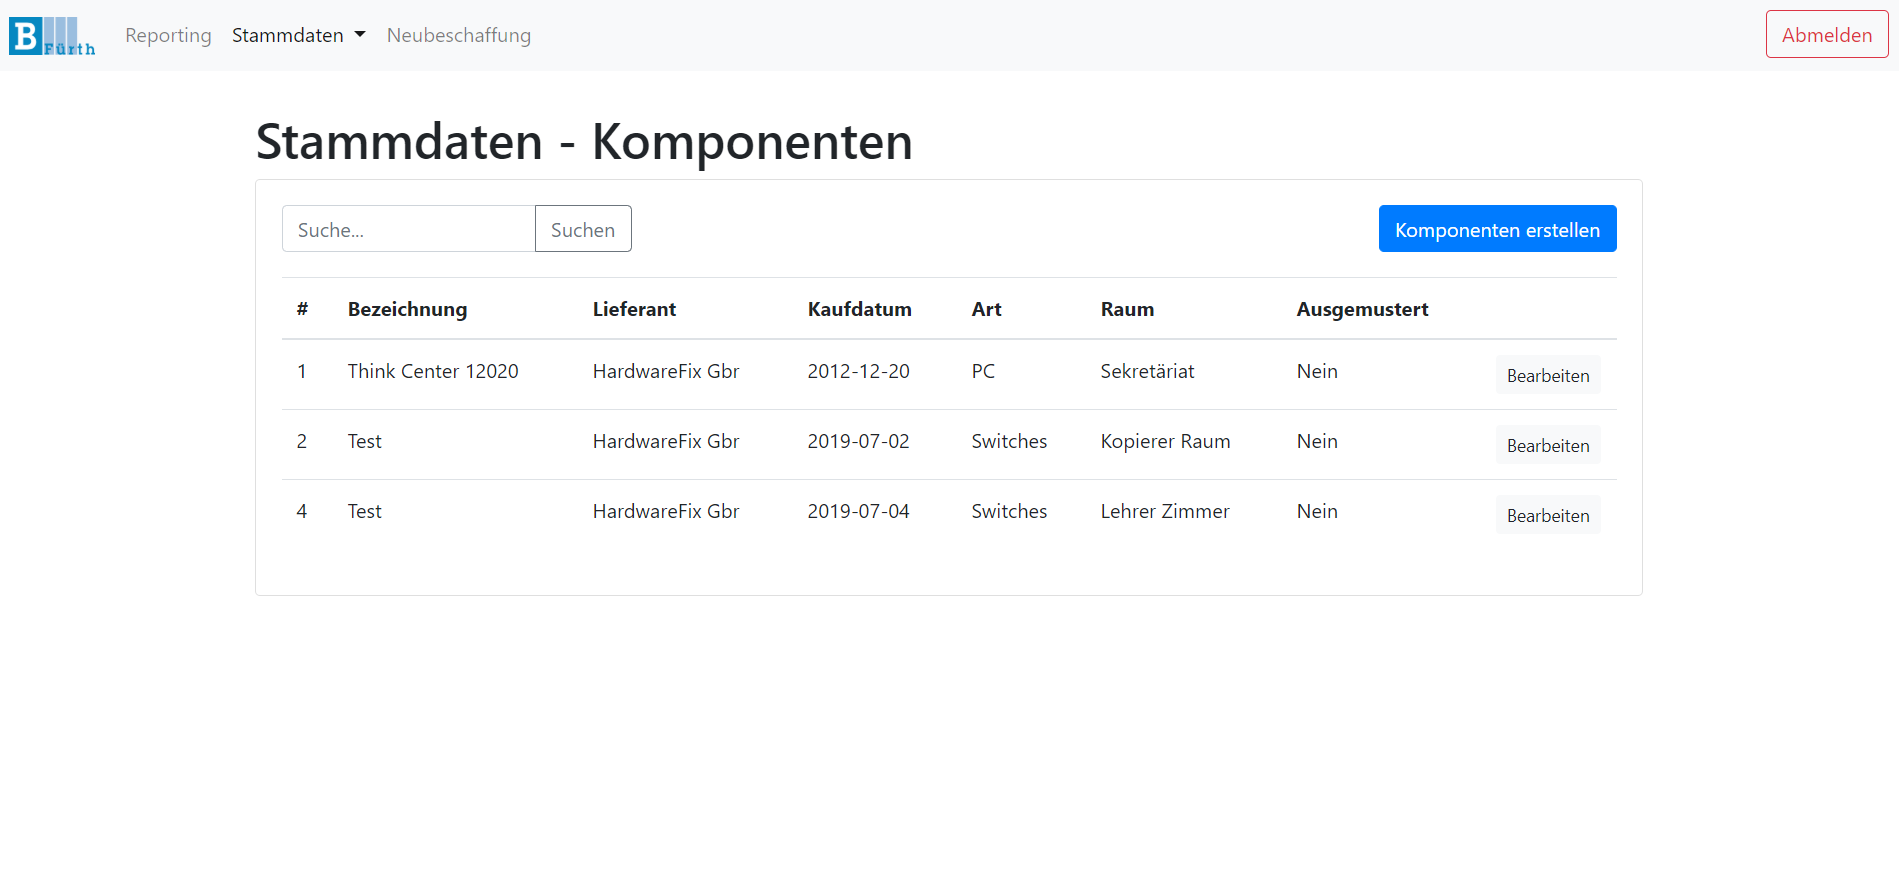 B Fürth Reporting Stammdaten Neubeschaffung Abmelden
Stammdaten - Komponenten
Suche... Suchen Komponenten erstellen
# Bezeichnung Lieferant Kaufdatum Art Raum Ausgemustert
1 Think Center 12020 HardwareFix Gbr 2012-12-20 PC Sekretäriat Nein Bearbeiten
2 Test HardwareFix Gbr 2019-07-02 Switches Kopierer Raum Nein Bearbeiten
4 Test HardwareFix Gbr 2019-07-04 Switches Lehrer Zimmer Nein Bearbeiten